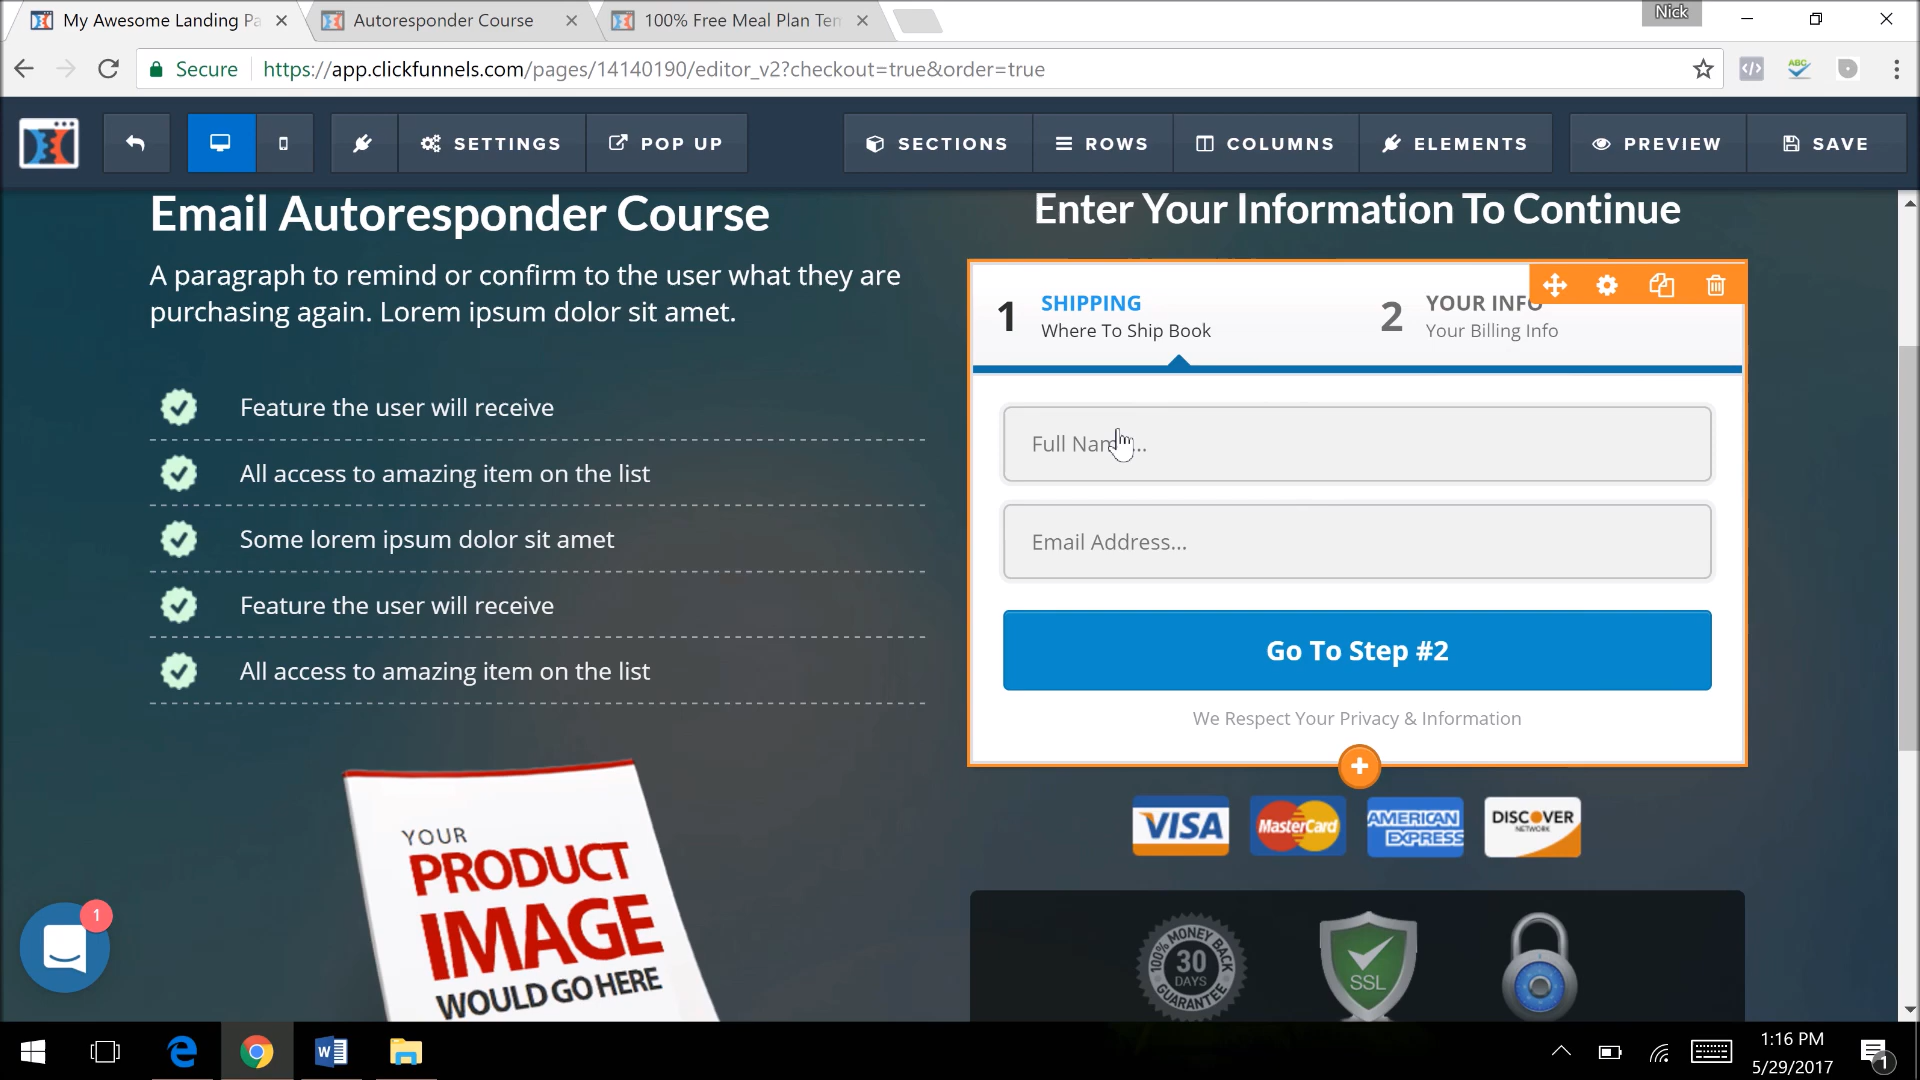 My Awesome Landing Pa
Autoresponder Course
100% Free Meal Plan Tem
Nick
Secure
https://app.clickfunnels.com/pages/14140190/editor_v2?checkout=true&order=true
ABC
SETTINGS
POP UP
SECTIONS
ROWS
COLUMNS
ELEMENTS
PREVIEW
SAVE
Email Autoresponder Course
A paragraph to remind or confirm to the user what they are
purchasing again. Lorem ipsum dolor sit amet.
Feature the user will receive
All access to amazing item on the list
Some lorem ipsum dolor sit amet
Feature the user will receive
All access to amazing item on the list
YOUR
PRODUCT
IMAGE
WOULD GO HERE
Enter Your Information To Continue
1 SHIPPING
Where To Ship Book
2 YOUR INFO
Your Billing Info
Full Name...
Email Address...
Go To Step #2
We Respect Your Privacy & Information
VISA
MasterCard
AMERICAN EXPRESS
DISCOVER
NETWORK
100% MONEY BACK
30
DAYS
GUARANTEE
SSL
1
1:16 PM
5/29/2017
1